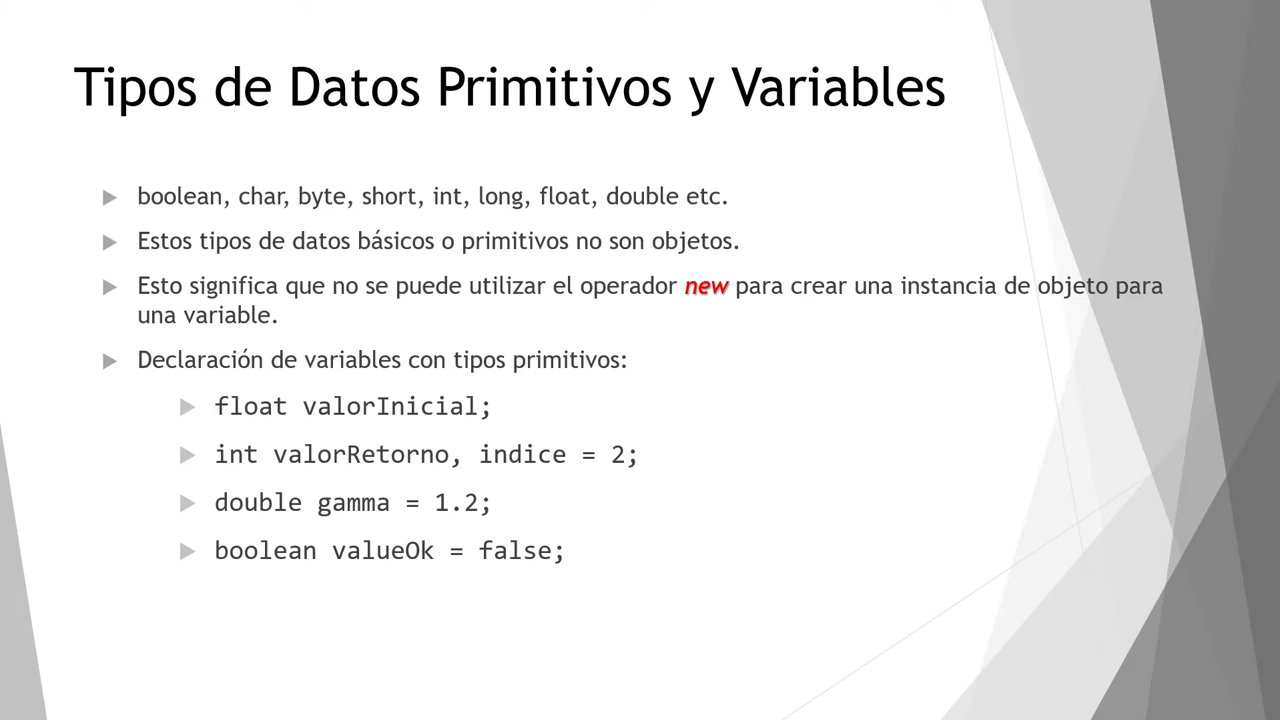 Tipos de Datos Primitivos y Variables
boolean, char, byte, short, int, long, float, double etc.
Estos tipos de datos básicos o primitivos no son objetos.
Esto significa que no se puede utilizar el operador new para crear una instancia de objeto para
una variable.
Declaración de variables con tipos primitivos:
float valorInicial;
int valorRetorno, indice = 2;
double gamma = 1.2;
boolean valueOk = false;